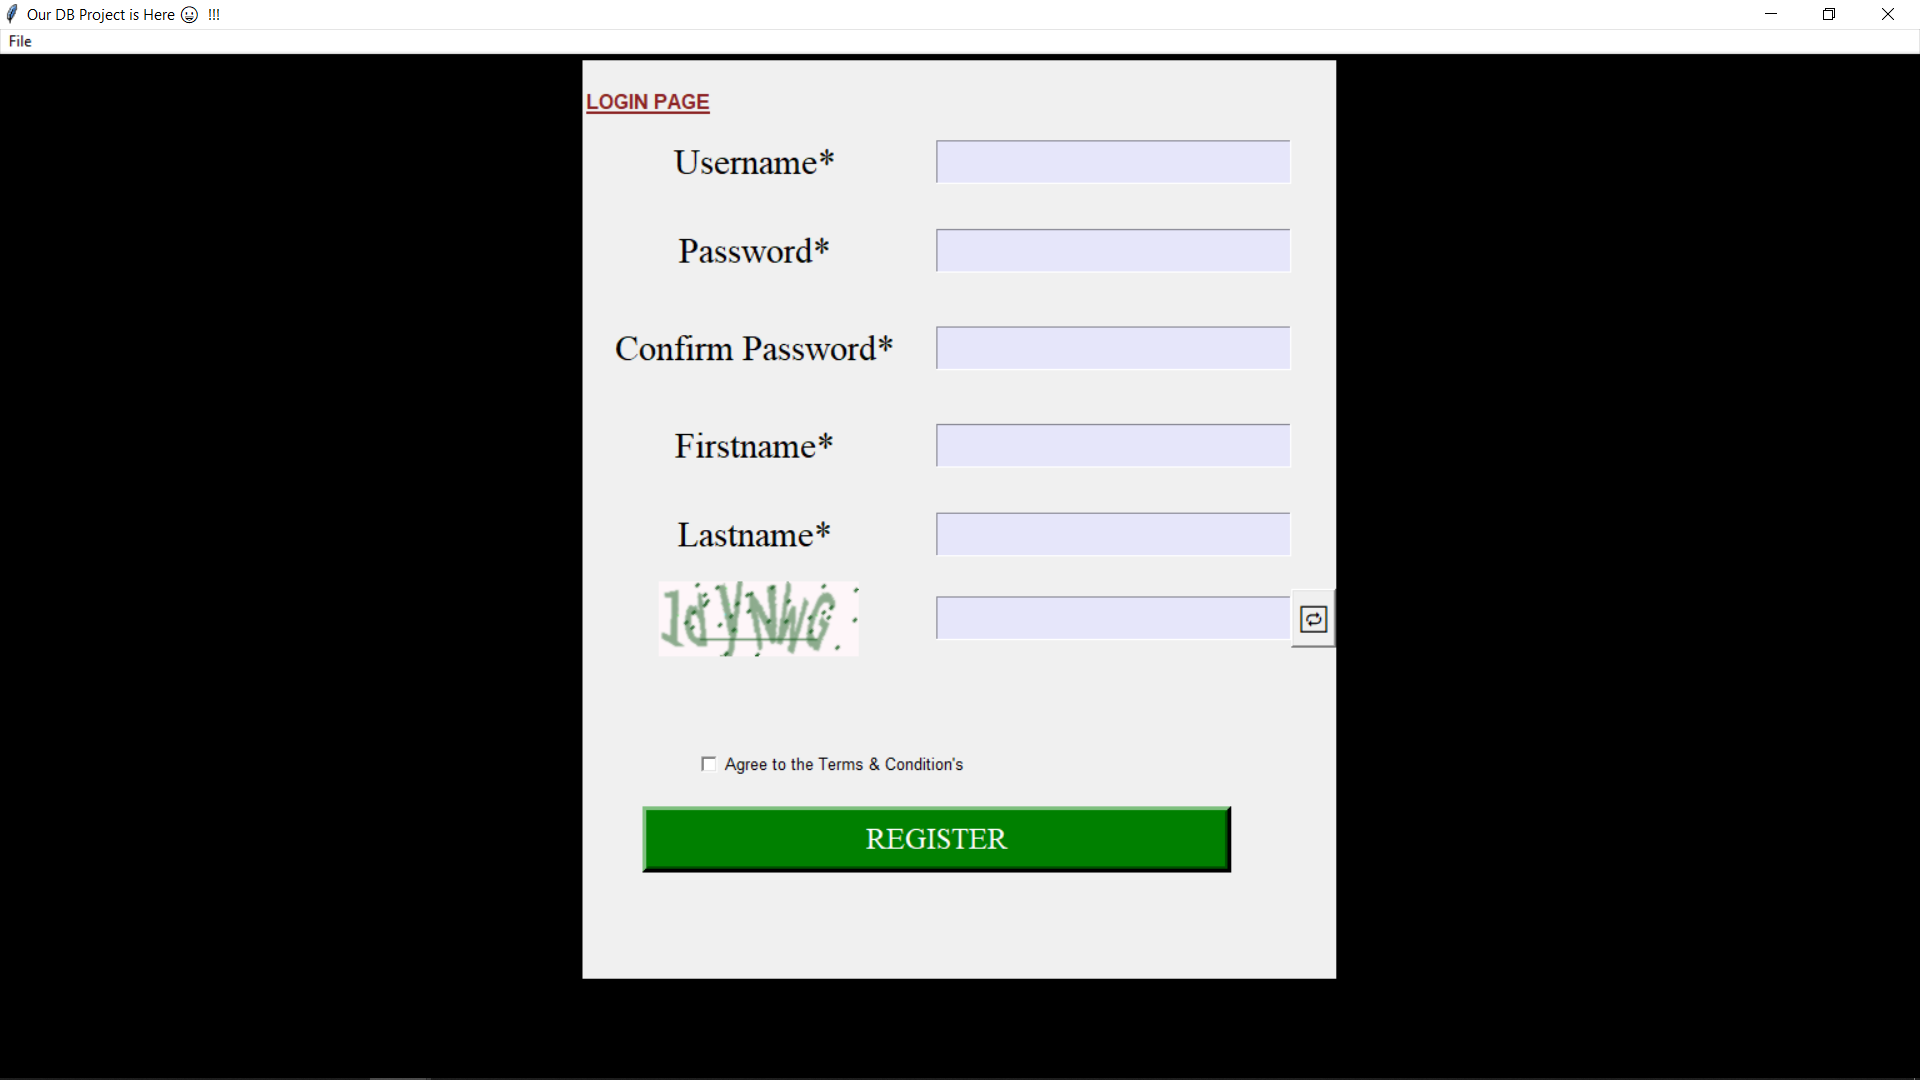 Our DB Project is Here 😀 !!!
File
LOGIN PAGE
Username*
Password*
Confirm Password*
Firstname*
Lastname*
Agree to the Terms & Condition's
REGISTER